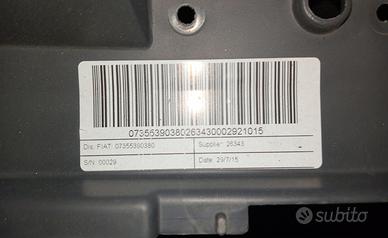 07355390380263430002921015
Dis. FIAT: 07355390380
Supplier: 26343
S/N: 00029
Date: 29/7/15
subito